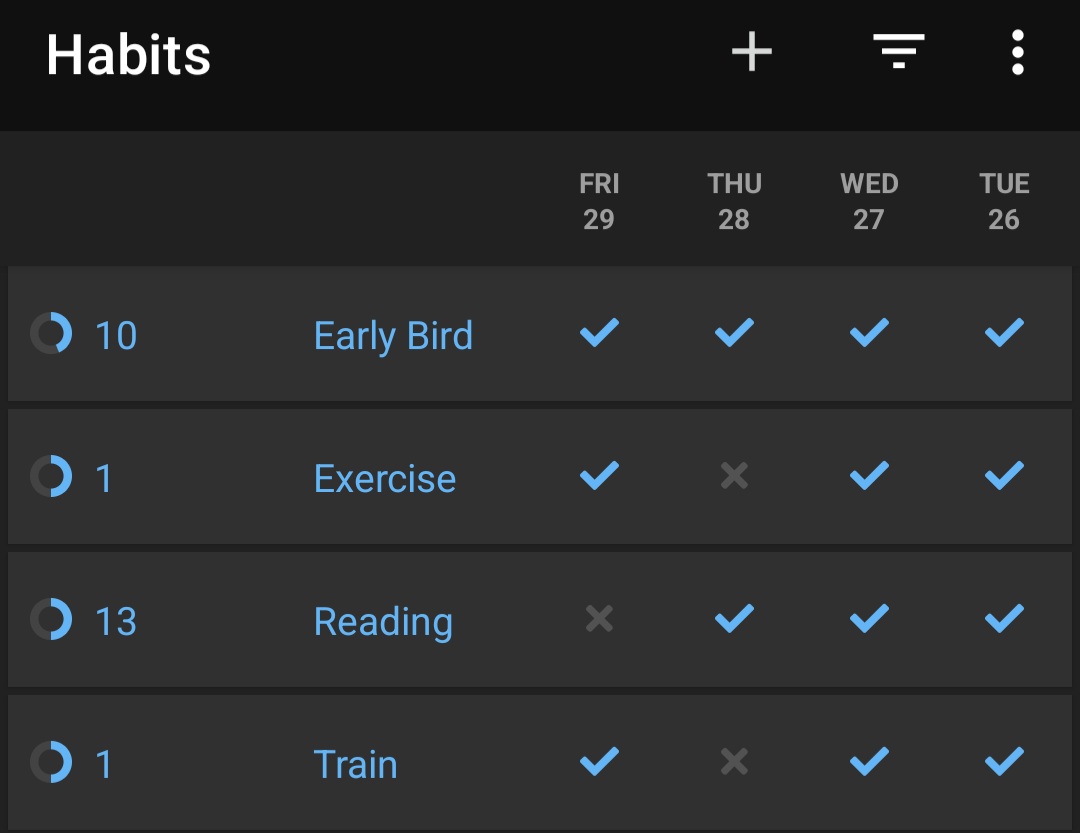 Habits
FRI THU WED TUE
29 28 27 26
10 Early Bird
1 Exercise
13 Reading
1 Train